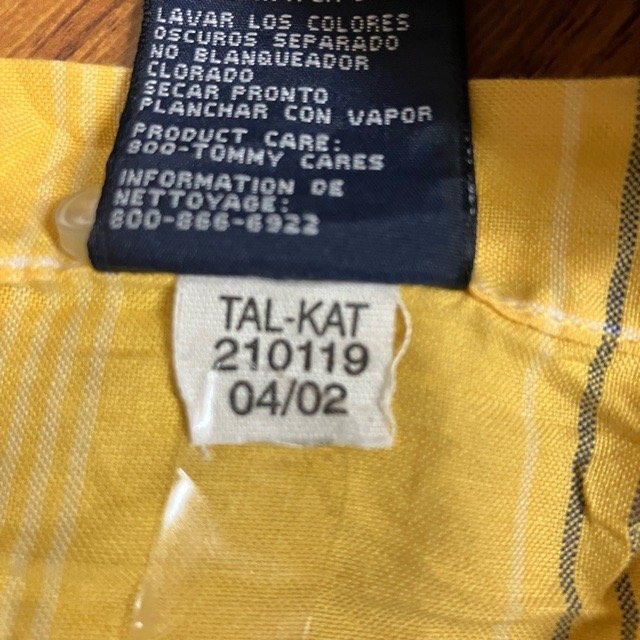 LAVAR LOS COLORES
OSCUROS SEPARADO
NO BLANQUEADOR
CLORADO
SECAR PRONTO
PLANCHAR CON VAPOR
PRODUCT CARE:
800-TOMMY CARES
INFORMATION DE
NETTOYAGE:
800-866-6922
TAL-KAT
210119
04/02